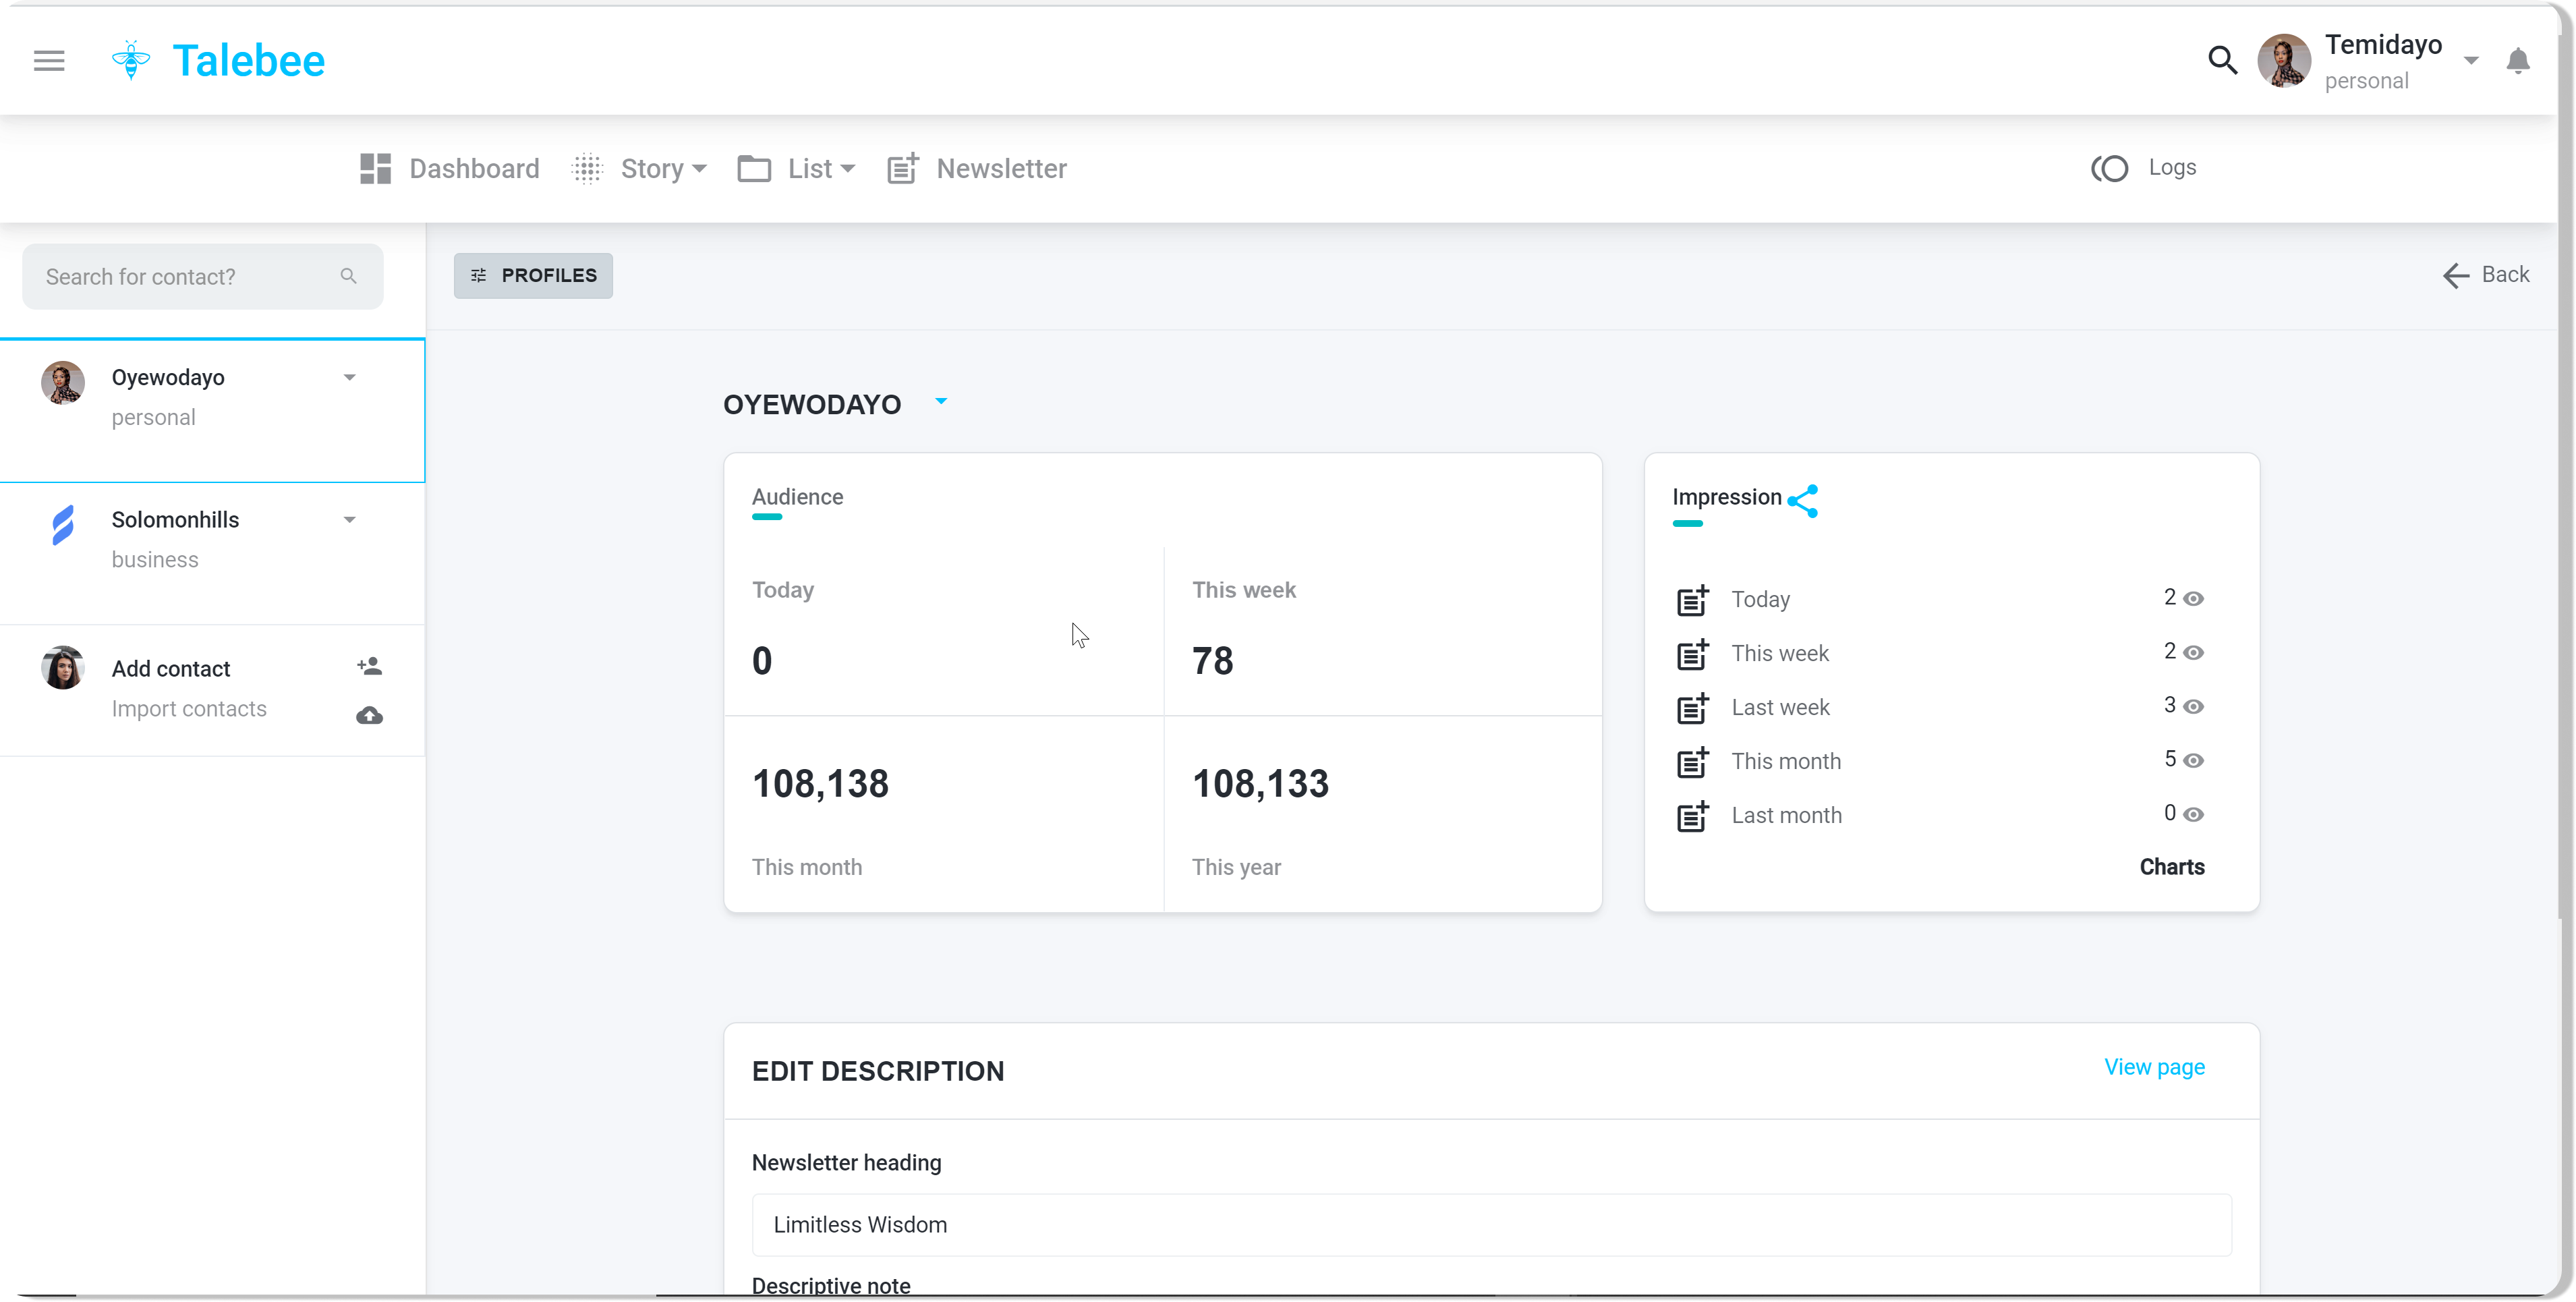 Talebee
Temidayo
personal
Dashboard
Story
List
Newsletter
Logs
Search for contact?
PROFILES
Back
Oyewodayo
personal
Solomonhills
business
Add contact
Import contacts
OYEWODAYO
Audience
Today
This week
0
78
108,138
108,133
This month
This year
Impression
Today 2
This week 2
Last week 3
This month 5
Last month 0
Charts
EDIT DESCRIPTION
View page
Newsletter heading
Limitless Wisdom
Descriptive note